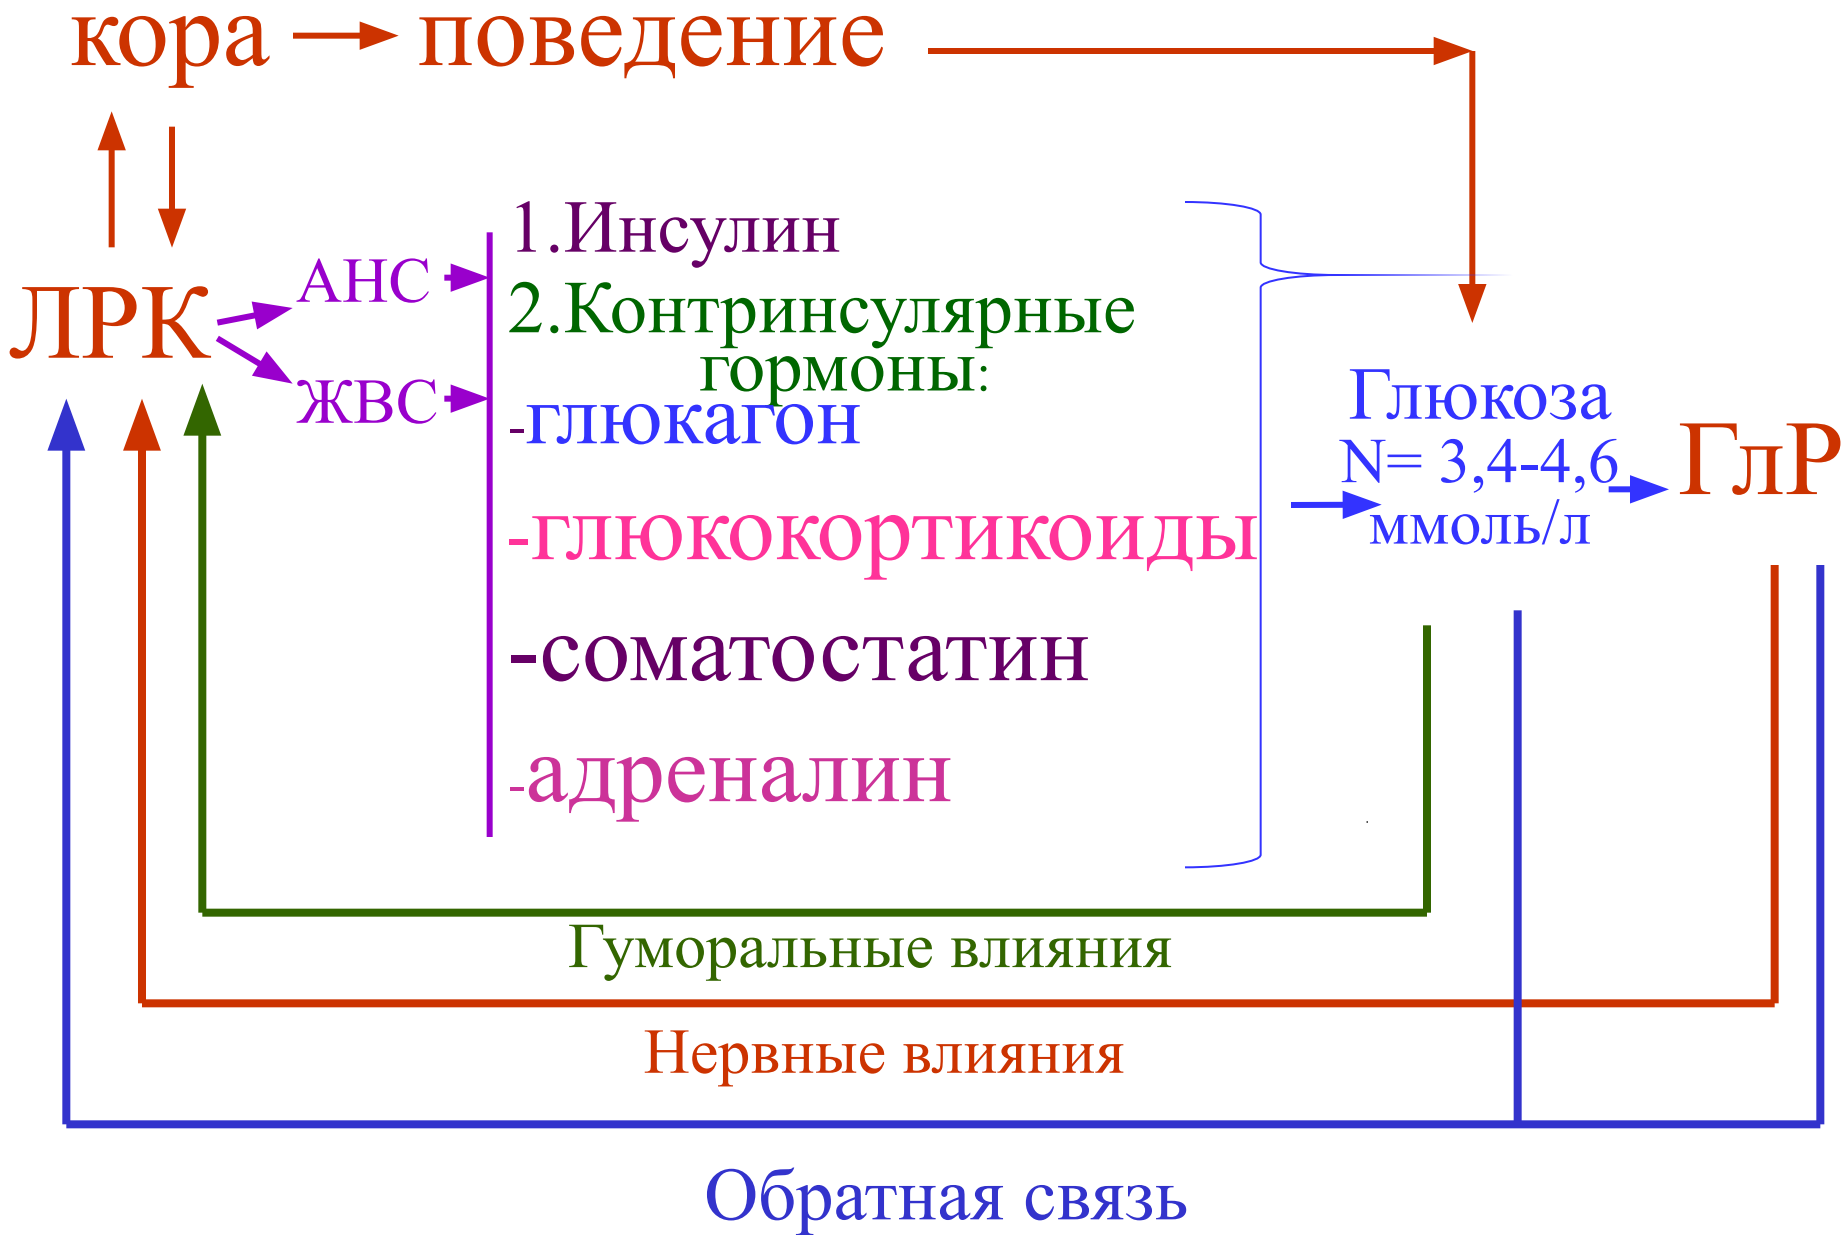 кора
поведение
1.Инсулин
АНС
ЛРК
2.Контринсулярные
гормоны:
ЖВС
-глюкагон
Глюкоза
N= 3,4-4,6
ГлР
ммоль/л
-глюкокортикоиды
-соматостатин
-адреналин
Гуморальные влияния
Нервные влияния
Обратная связь